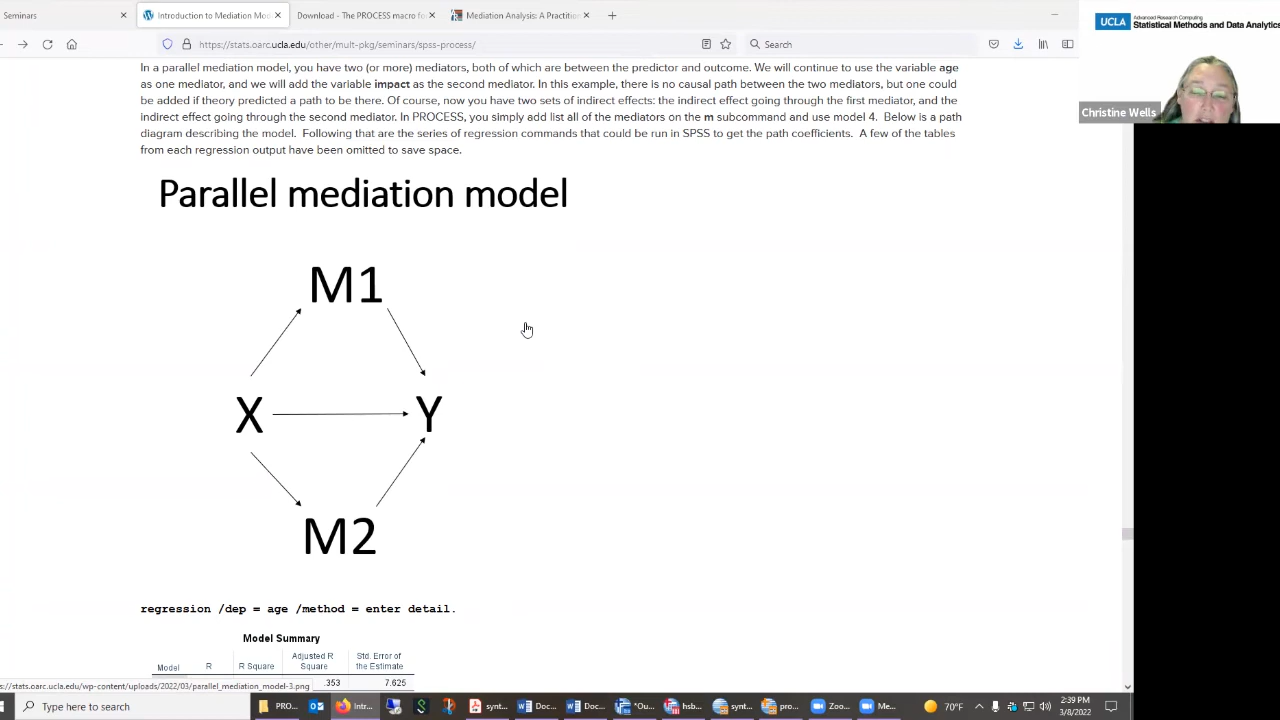 Seminars
Introduction to Mediation Mo
Download - The PROCESS macro fo
Mediation Analysis: A Practition
https://stats.oarc.ucla.edu/other/mult-pkg/seminars/spss-process/
Search
UCLA
Advanced Research Computing
Statistical Methods and Data Analytics
Christine Wells
In a parallel mediation model, you have two (or more) mediators, both of which are between the predictor and outcome. We will continue to use the variable age
as one mediator, and we will add the variable impact as the second mediator. In this example, there is no causal path between the two mediators, but one could
be added if theory predicted a path to be there. Of course, now you have two sets of indirect effects: the indirect effect going through the first mediator, and the
indirect effect going through the second mediator. In PROCESS, you simply add list all of the mediators on the m subcommand and use model 4. Below is a path
diagram describing the model. Following that are the series of regression commands that could be run in SPSS to get the path coefficients. A few of the tables
from each regression output have been omitted to save space.
Parallel mediation model
M1
X
Y
M2
regression /dep = age /method = enter detail.
Model Summary
Model R R Square Adjusted R Square Std. Error of the Estimate
.353 7.625
s://stats.oarc.ucla.edu/wp-content/uploads/2022/03/parallel_mediation_model-3.png
Type here to search
PRO...
Intr...
synt...
Doc...
Doc...
*Ou...
hsb...
synt...
pro...
Zoo...
Me...
70°F
2:39 PM
3/8/2022